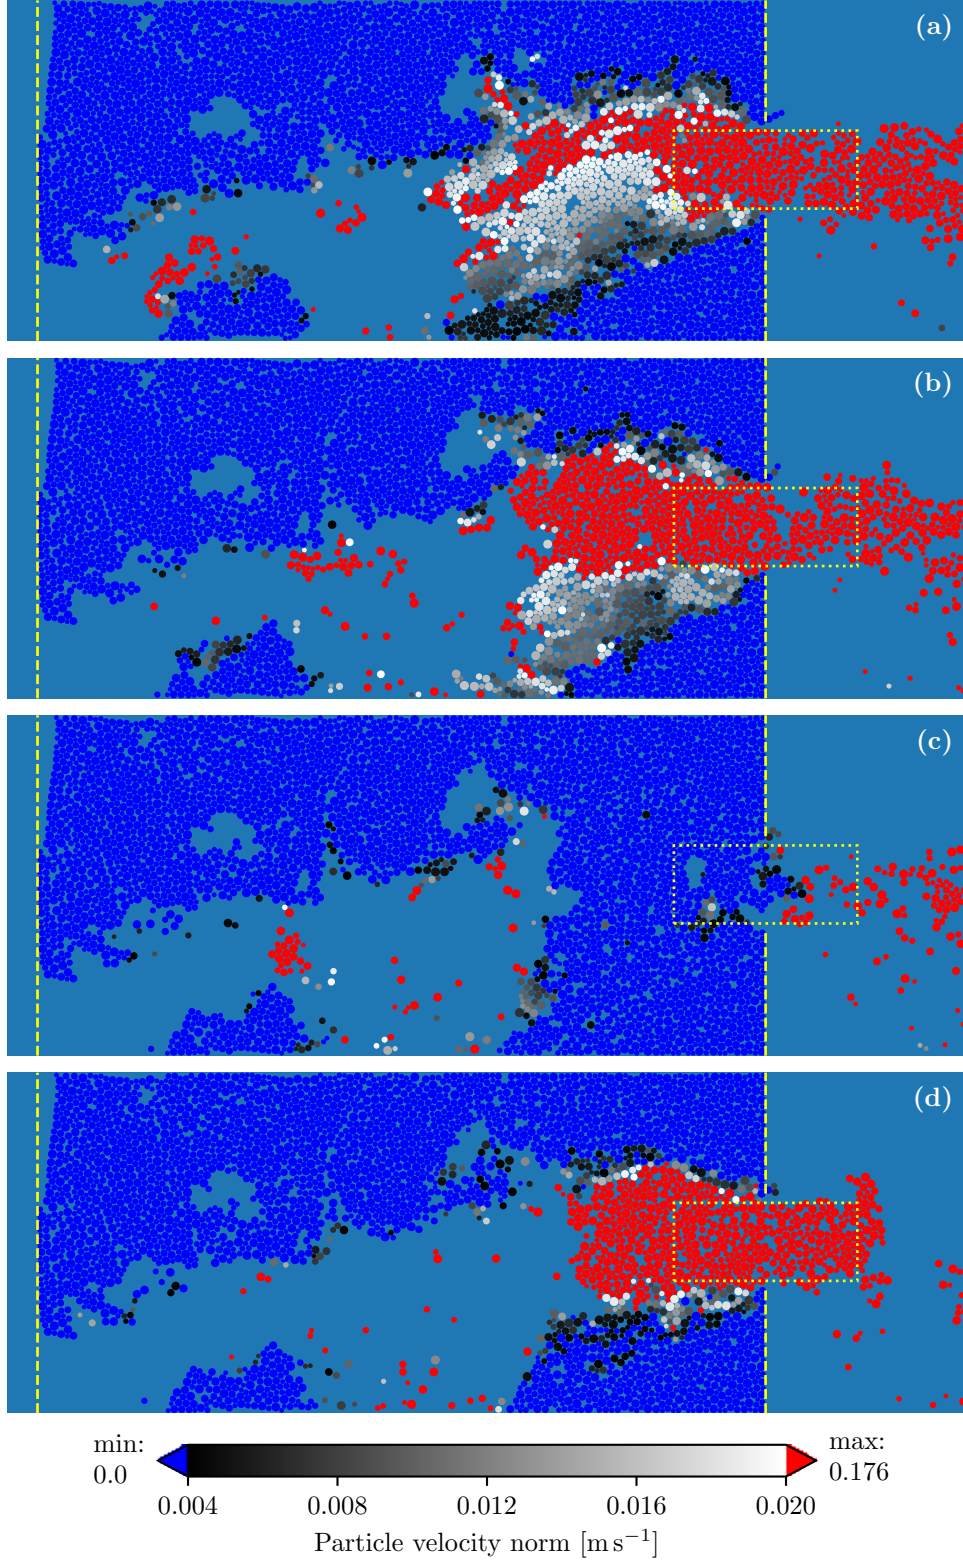 (a)
(b)
(c)
(d)
min:
0.0
max:
0.176
0.004 0.008 0.012 0.016 0.020
Particle velocity norm [m s⁻¹]